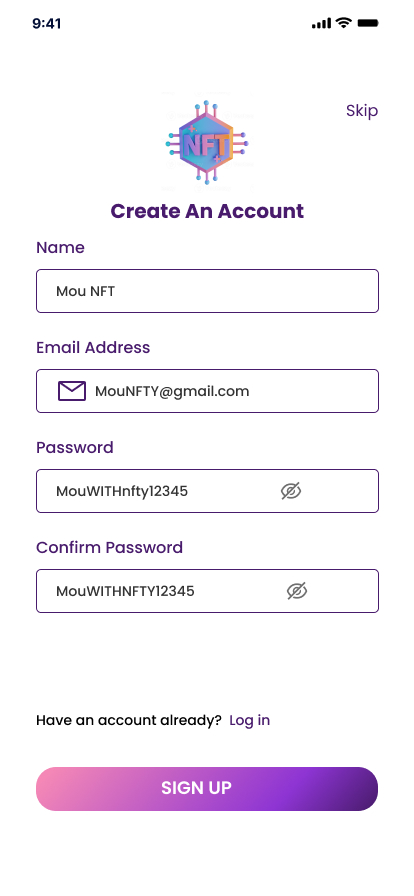 9:41
Skip
NFT
Create An Account
Name
Mou NFT
Email Address
MouNFTY@gmail.com
Password
MouWITHnfty12345
Confirm Password
MouWITHNFTY12345
Have an account already? Log in
SIGN UP